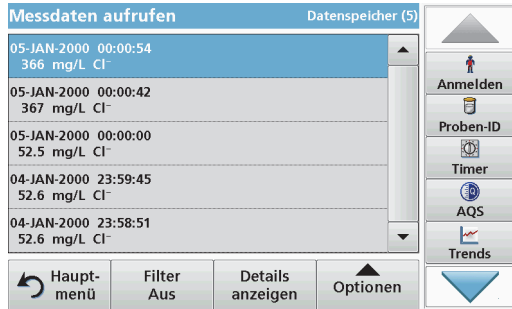 Messdaten aufrufen Datenspeicher (5)
05-JAN-2000 00:00:54
366 mg/L Cl⁻
05-JAN-2000 00:00:42
367 mg/L Cl⁻
05-JAN-2000 00:00:00
52.5 mg/L Cl⁻
04-JAN-2000 23:59:45
52.6 mg/L Cl⁻
04-JAN-2000 23:58:51
52.6 mg/L Cl⁻
Haupt-
menü
Filter
Aus
Details
anzeigen
Optionen
Anmelden
Proben-ID
Timer
AQS
Trends